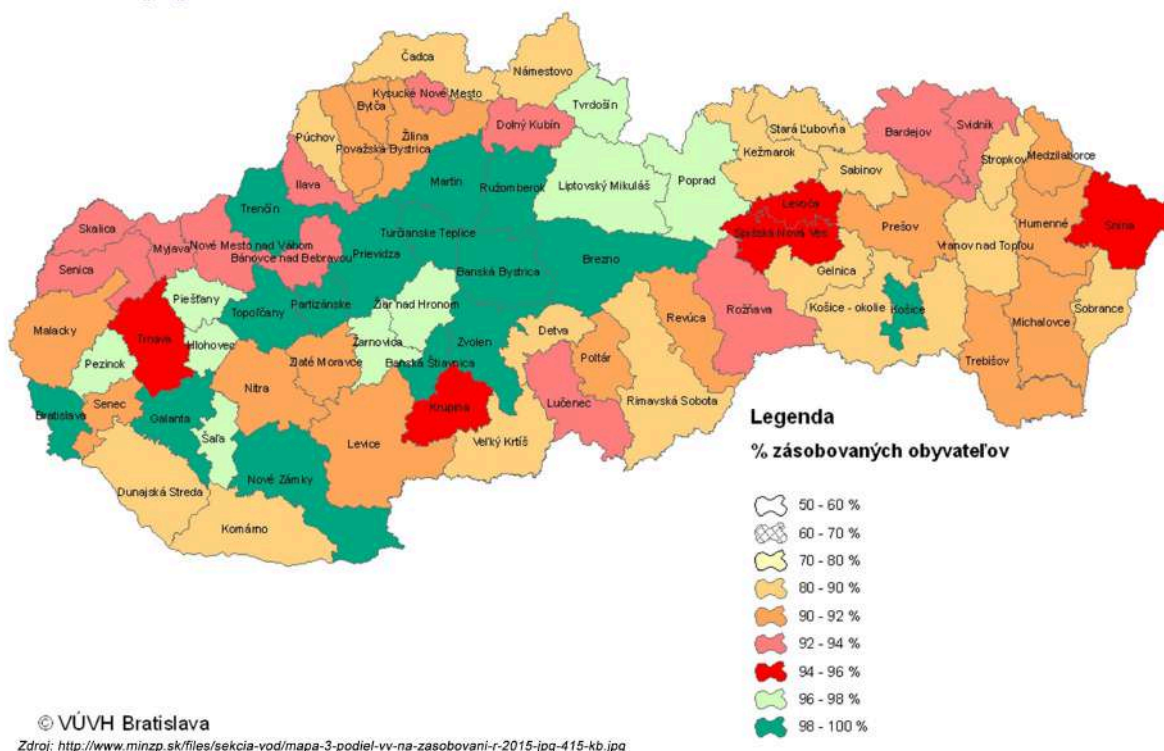 Čadca
Námestovo
Kysucké Nové Mesto
Bytča
Tvrdošín
Púchov
Žilina
Dolný Kubín
Považská Bystrica
Stará Ľubovňa
Bardejov
Svidník
Kežmarok
Stropkov
Medzilaborce
Sabinov
Ilava
Martin
Ružomberok
Liptovský Mikuláš
Poprad
Trenčín
Levoča
Snina
Skalica
Turčianske Teplice
Spišská Nová Ves
Prešov
Humenné
Myjava
Nové Mesto nad Váhom
Vranov nad Topľou
Senica
Bánovce nad Bebravou
Prievidza
Banská Bystrica
Brezno
Gelnica
Piešťany
Topoľčany
Partizánske
Žiar nad Hronom
Rožňava
Košice - okolie
Košice
Sobrance
Malacky
Trnava
Hlohovec
Žarnovica
Detva
Revúca
Michalovce
Pezinok
Zlaté Moravce
Banská Štiavnica
Zvolen
Poltár
Trebišov
Nitra
Bratislava
Senec
Galanta
Krupina
Lučenec
Rimavská Sobota
Šaľa
Levice
Veľký Krtíš
Dunajská Streda
Nové Zámky
Komárno
Legenda
% zásobovaných obyvateľov
50 - 60 %
60 - 70 %
70 - 80 %
80 - 90 %
90 - 92 %
92 - 94 %
94 - 96 %
96 - 98 %
98 - 100 %
© VÚVH Bratislava
Zdroj: http://www.minzp.sk/files/sekcia-vod/mapa-3-podiel-vv-na-zasobovani-r-2015-jpg-415-kb.jpg